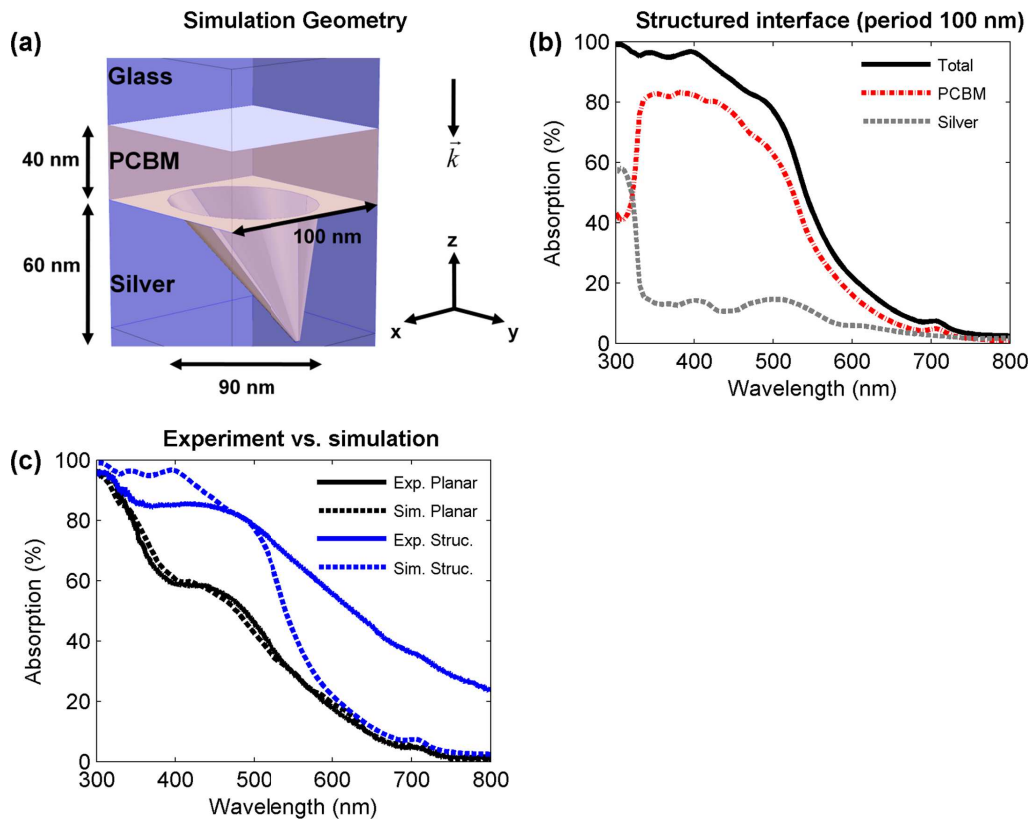 Simulation Geometry
(a)
Glass
40 nm
PCBM
k
100 nm
60 nm
Silver
z
x
y
90 nm
Structured interface (period 100 nm)
(b)
100
80
60
40
20
0
Absorption (%)
Total
PCBM
Silver
300 400 500 600 700 800
Wavelength (nm)
Experiment vs. simulation
(c)
100
80
60
40
20
0
Absorption (%)
Exp. Planar
Sim. Planar
Exp. Struc.
Sim. Struc.
300 400 500 600 700 800
Wavelength (nm)